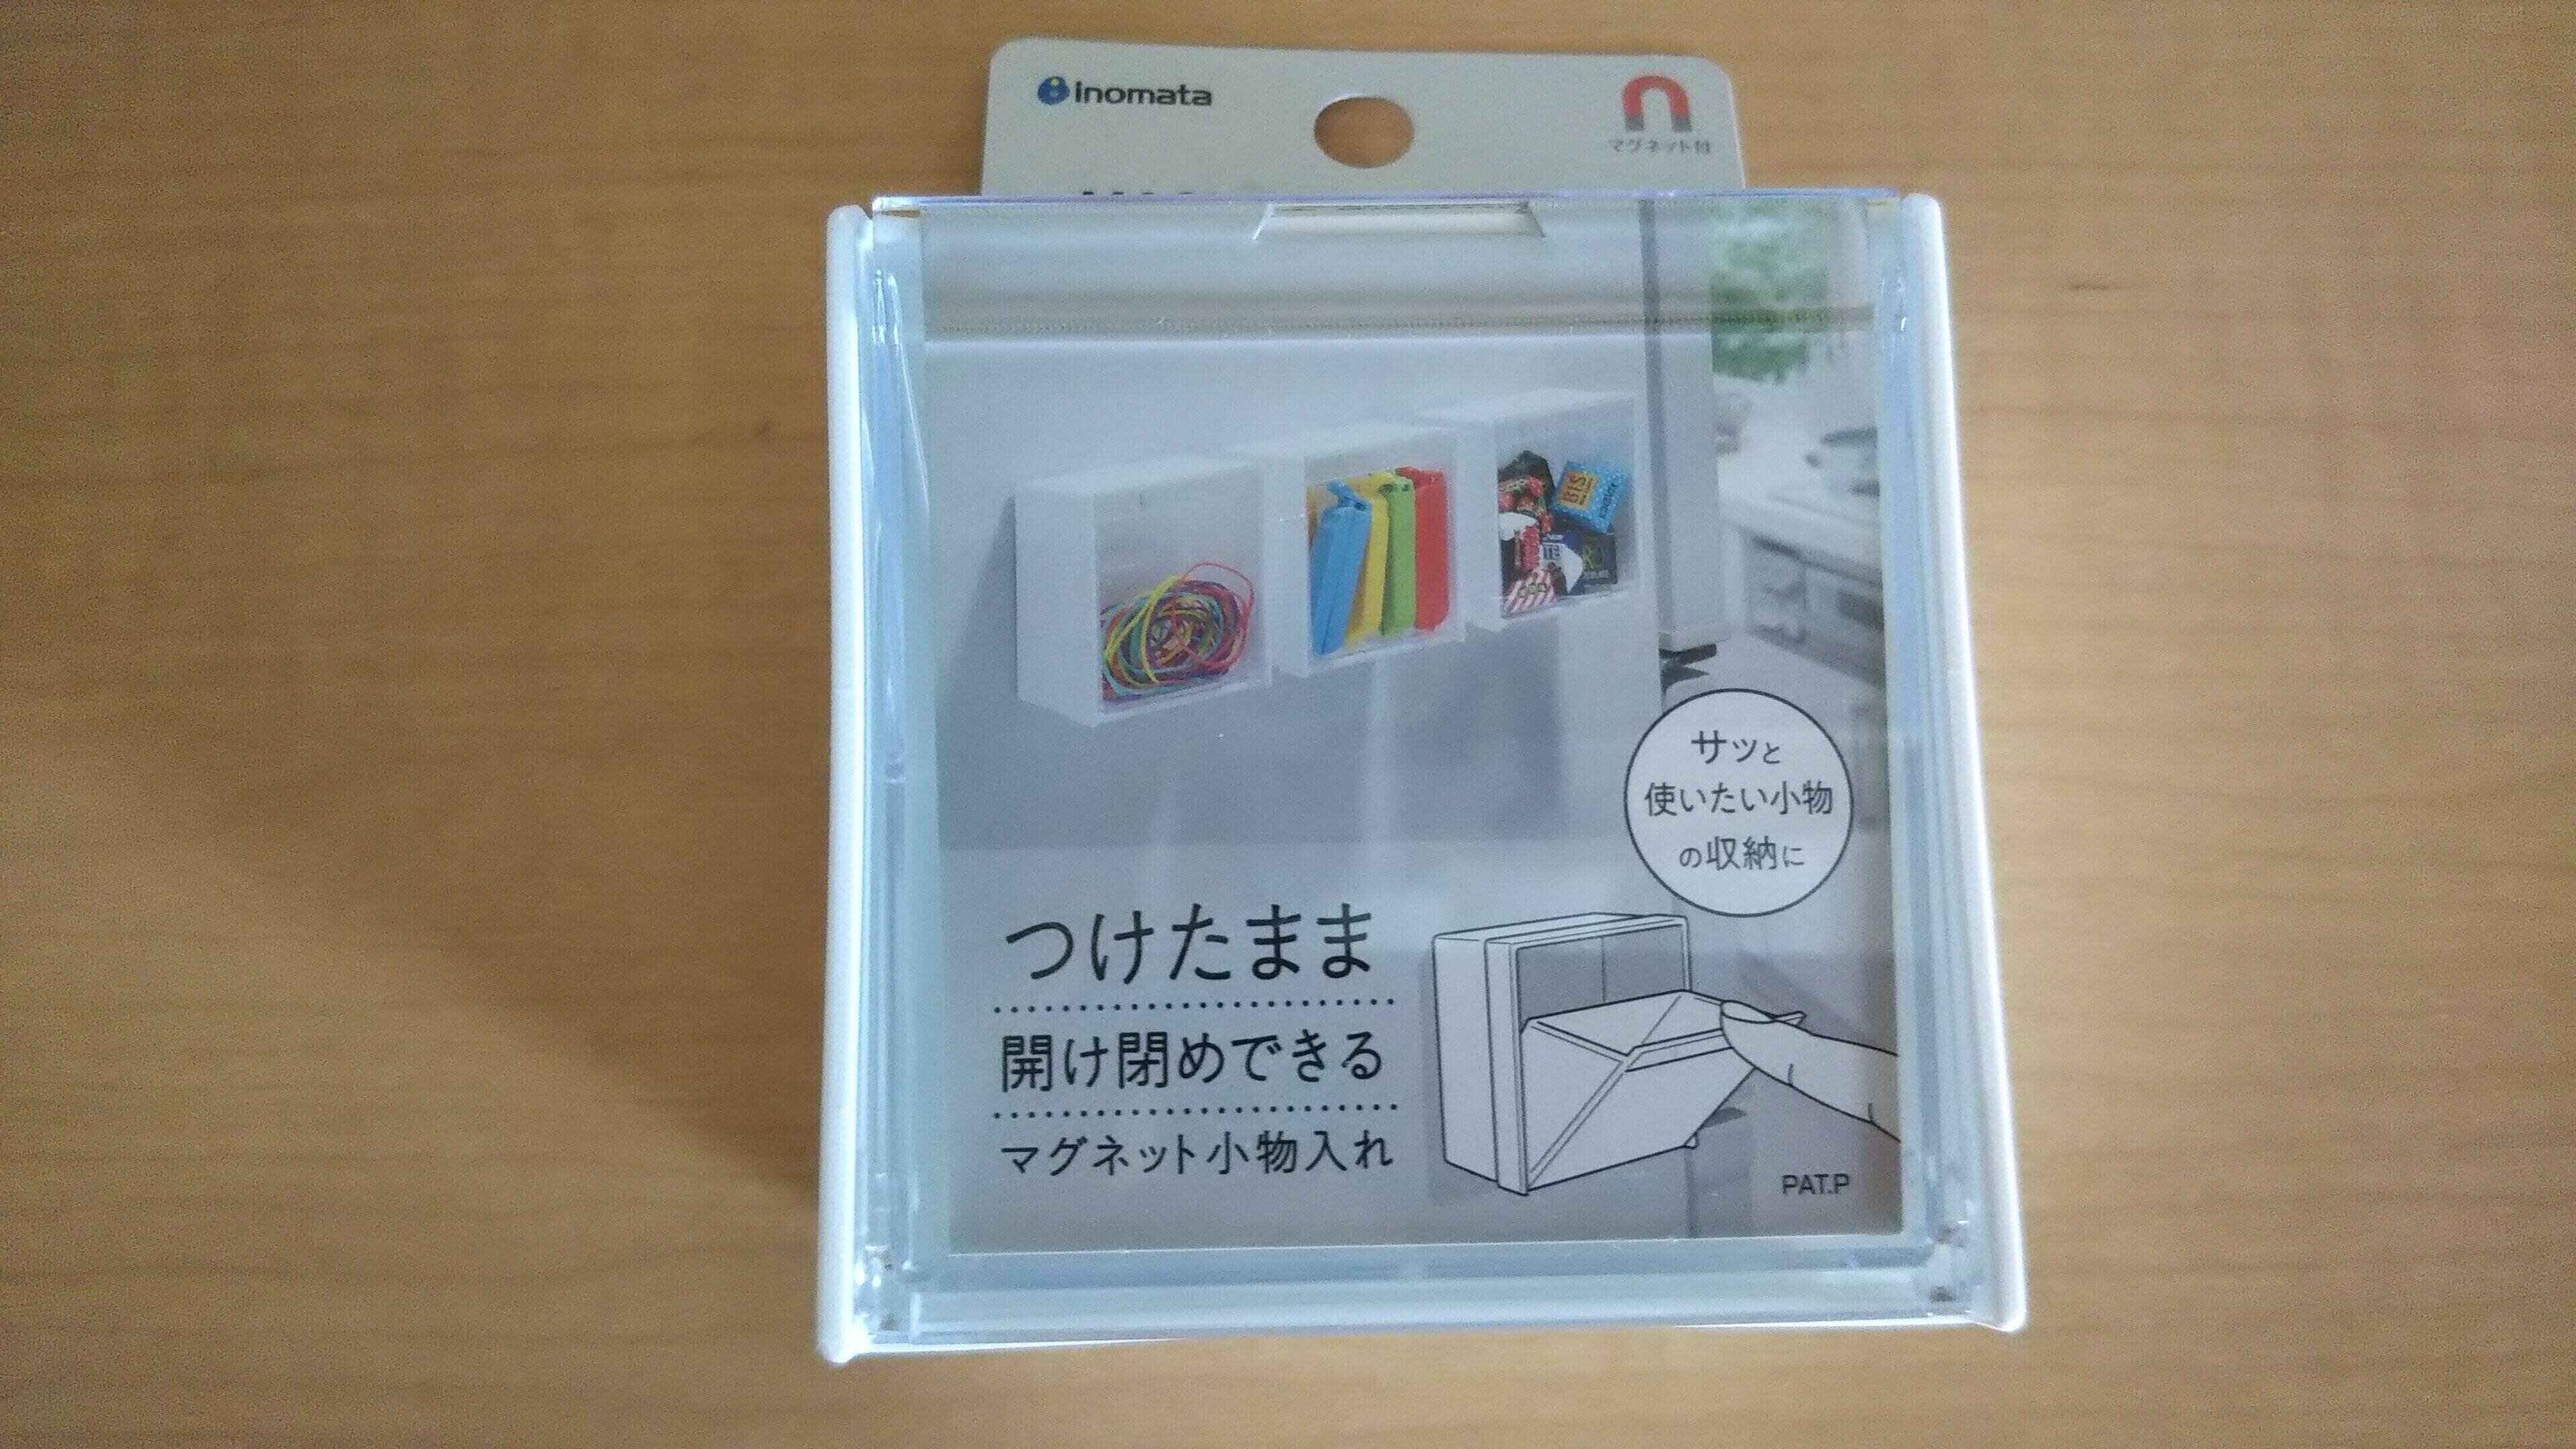 inomata
マグネット付
サッと
使いたい小物
の収納に
つけたまま
開け閉めできる
マグネット小物入れ
PAT.P